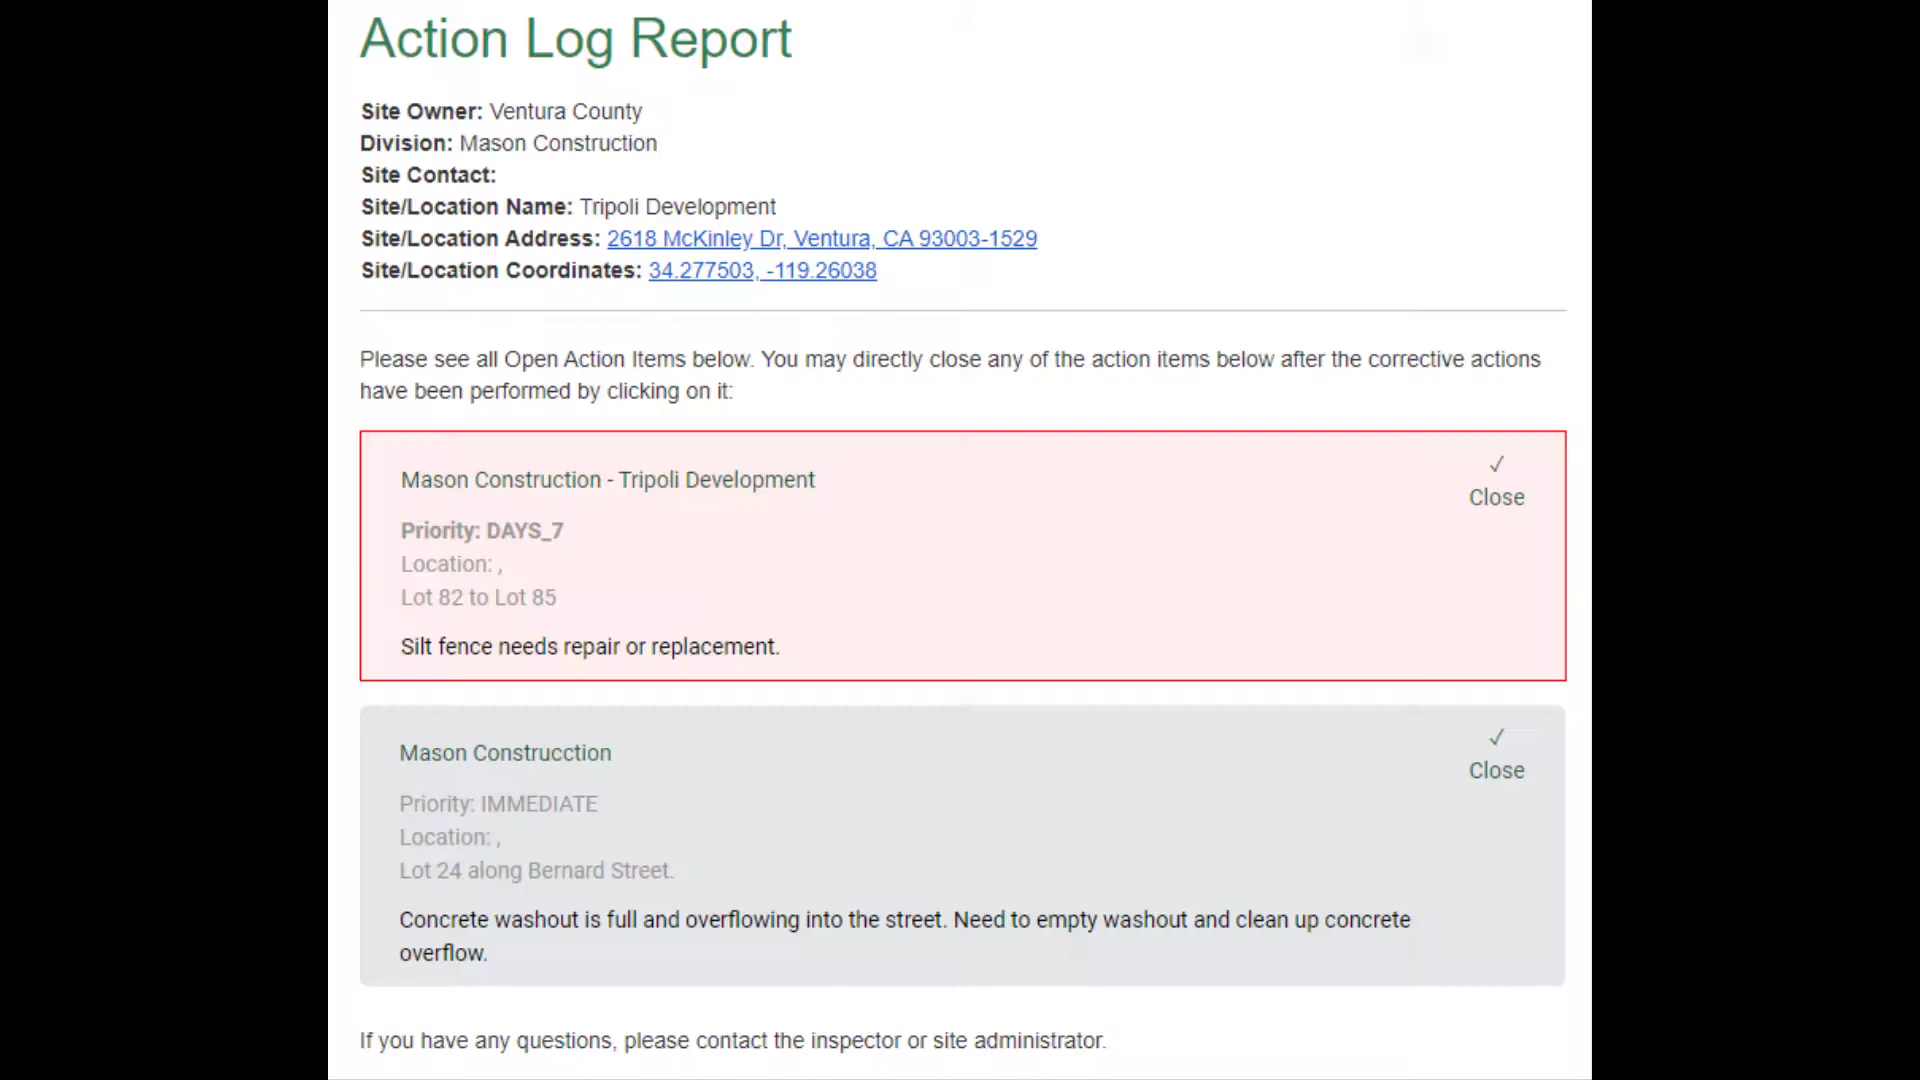 Action Log Report
Site Owner: Ventura County
Division: Mason Construction
Site Contact:
Site/Location Name: Tripoli Development
Site/Location Address: 2618 McKinley Dr, Ventura, CA 93003-1529
Site/Location Coordinates: 34.277503, -119.26038
Please see all Open Action Items below. You may directly close any of the action items below after the corrective actions
have been performed by clicking on it:
Mason Construction - Tripoli Development
✓
Close
Priority: DAYS_7
Location: ,
Lot 82 to Lot 85
Silt fence needs repair or replacement.
Mason Construcction
✓
Close
Priority: IMMEDIATE
Location: ,
Lot 24 along Bernard Street.
Concrete washout is full and overflowing into the street. Need to empty washout and clean up concrete
overflow.
If you have any questions, please contact the inspector or site administrator.